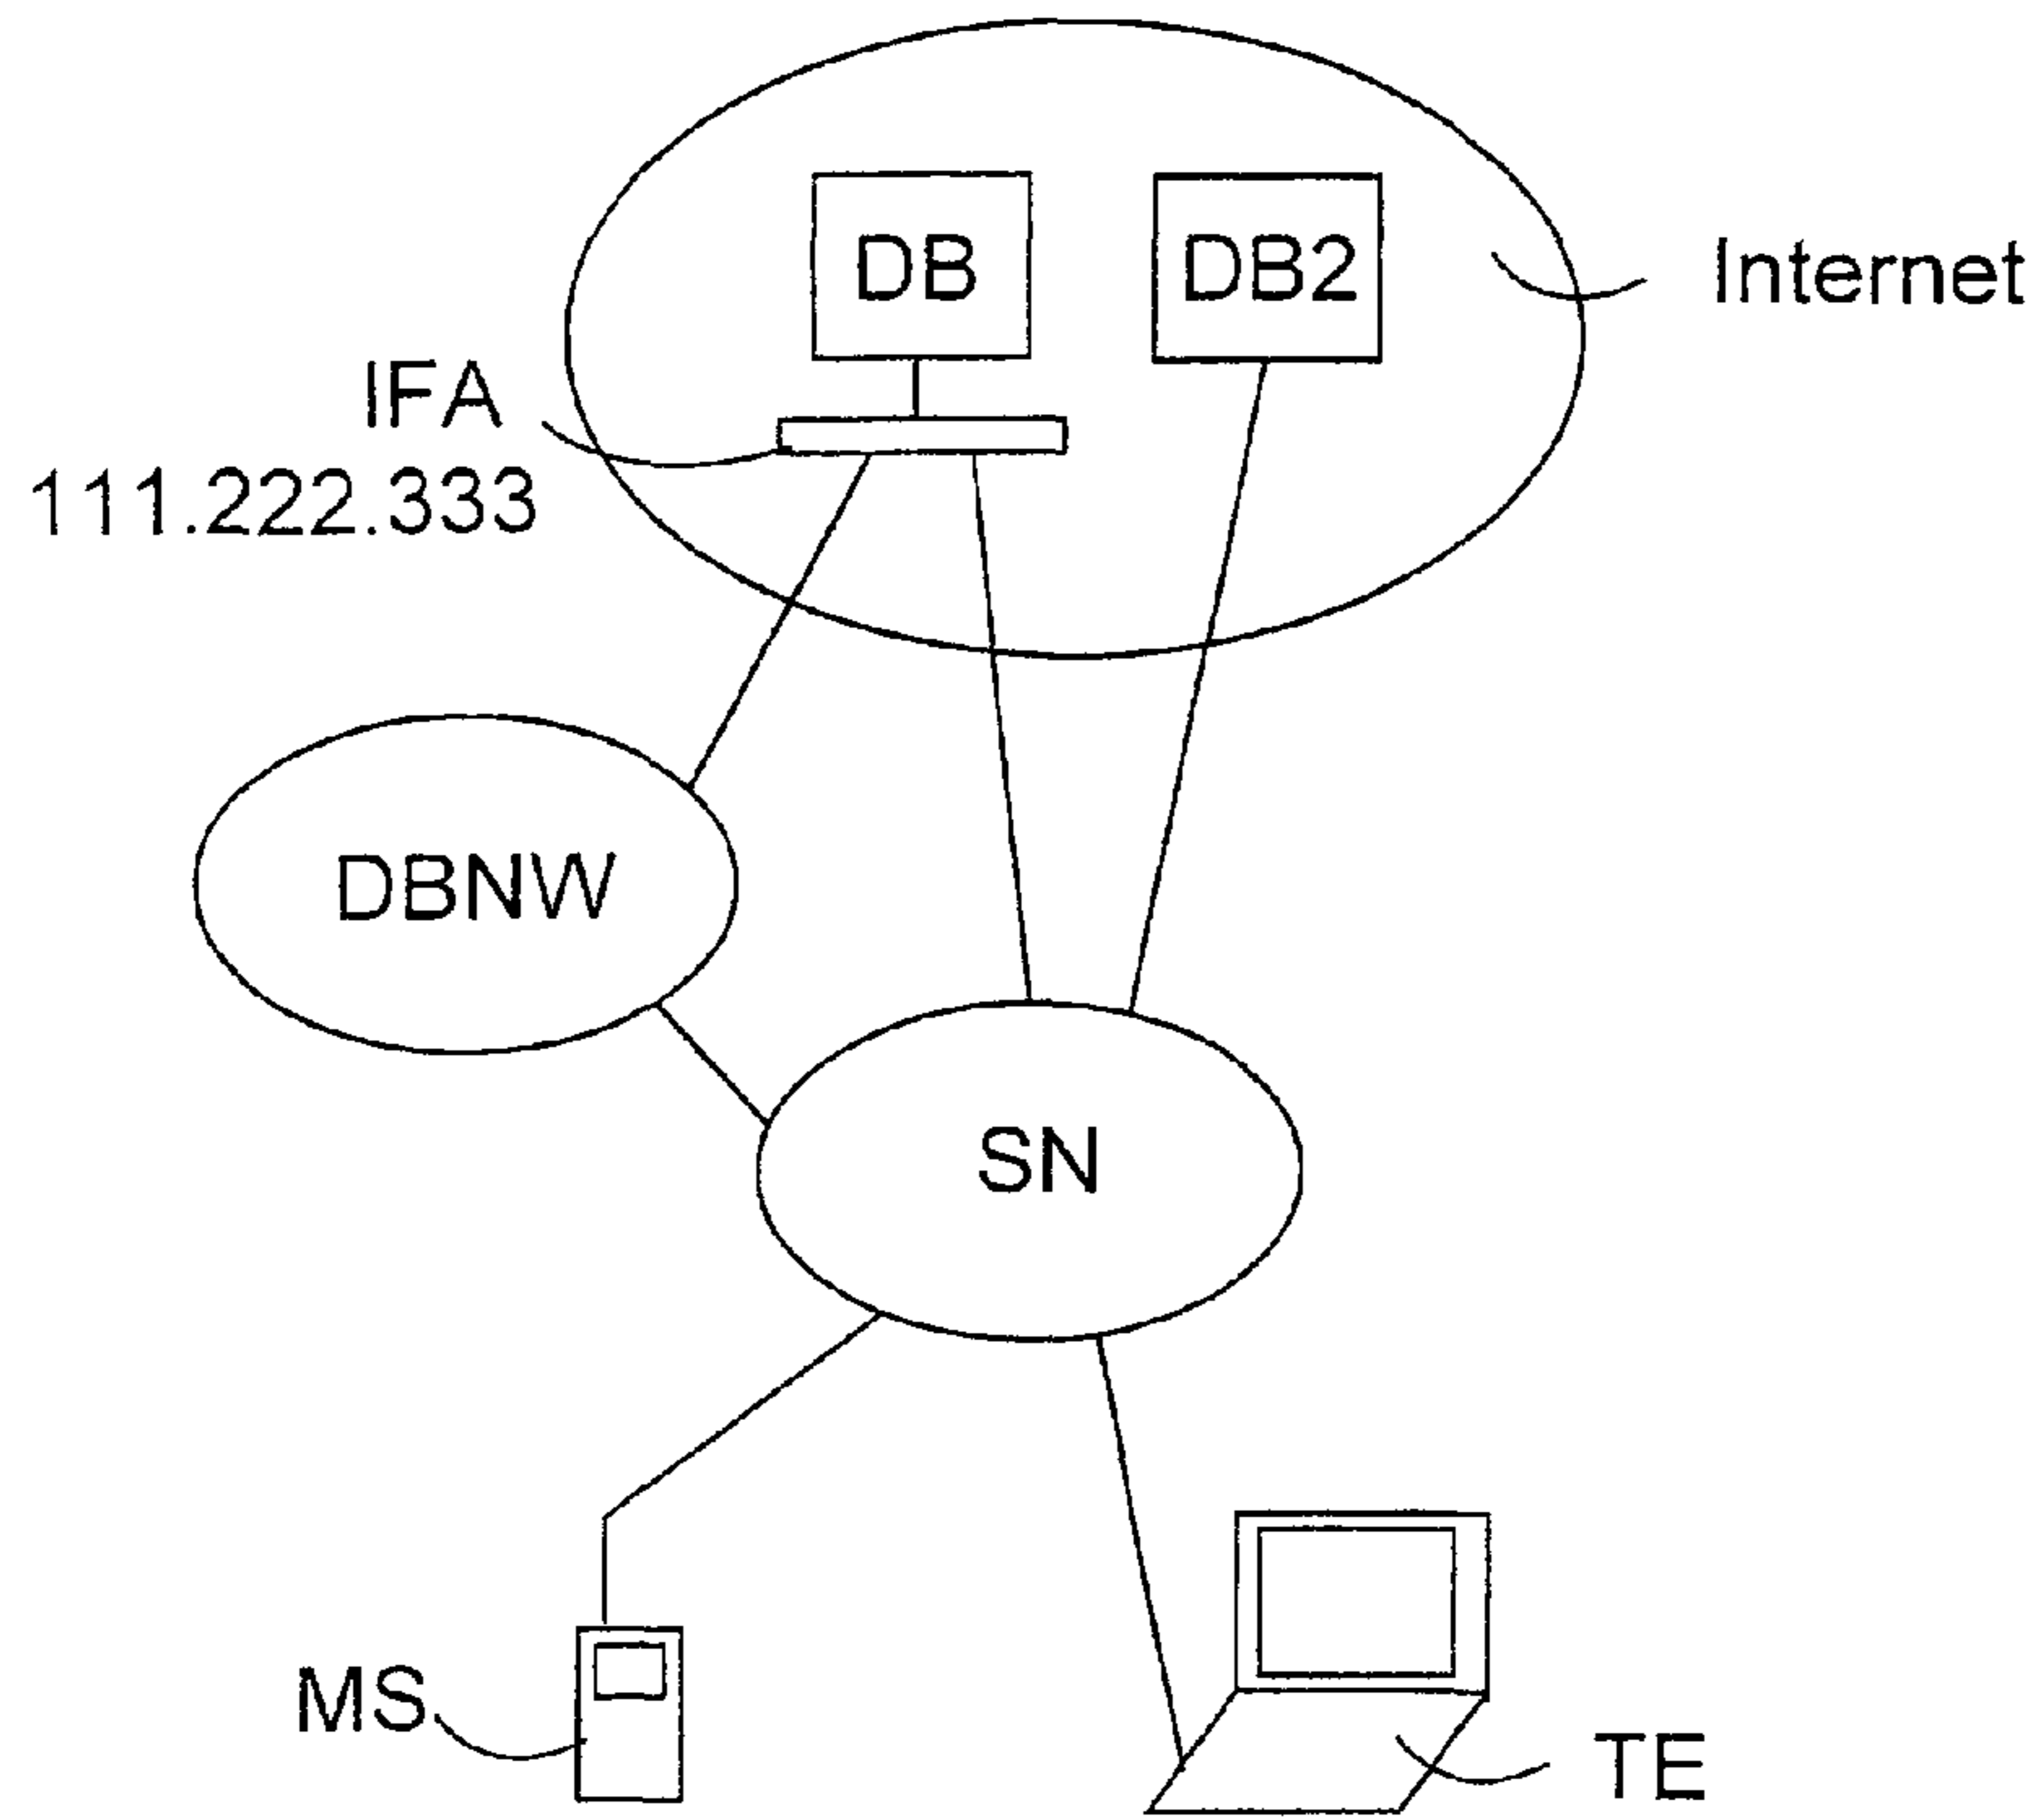 DB
DB2
Internet
IFA
111.222.333
DBNW
SN
MS
TE